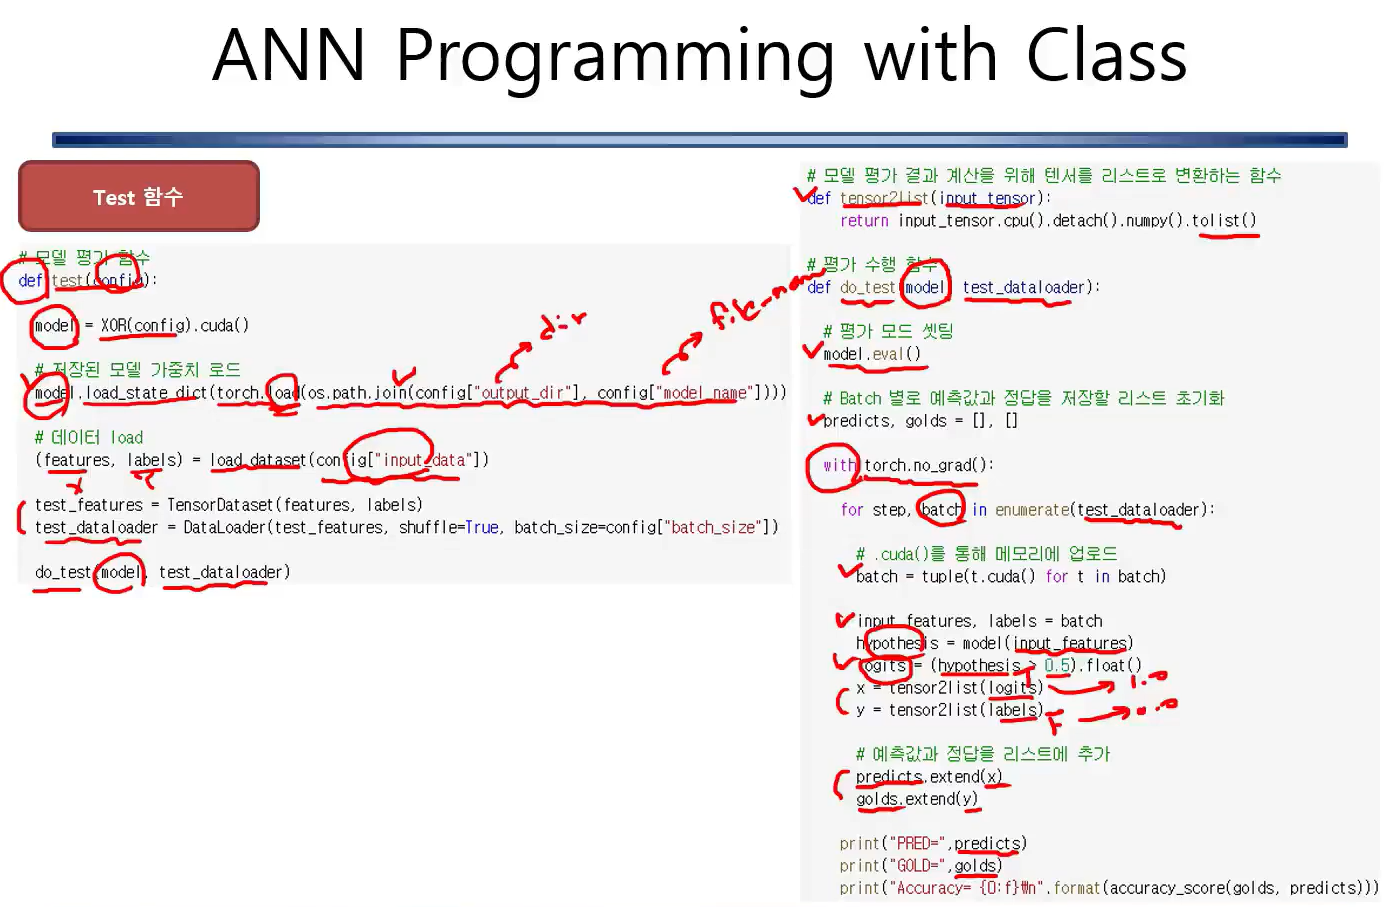 ANN Programming with Class
Test 함수
# 모델 평가 함수
def test(config):
model = XOR(config).cuda()
# 저장된 모델 가중치 로드
model.load_state_dict(torch.load(os.path.join(config["output_dir"], config["model_name"])))
dir
file-name
# 데이터 load
(features, labels) = load_dataset(config["input_data"])
x
test_features = TensorDataset(features, labels)
test_dataloader = DataLoader(test_features, shuffle=True, batch_size=config["batch_size"])
do_test(model, test_dataloader)
# 모델 평가 결과 계산을 위해 텐서를 리스트로 변환하는 함수
def tensor2list(input_tensor):
return input_tensor.cpu().detach().numpy().tolist()
# 평가 수행 함수
def do_test(model, test_dataloader):
# 평가 모드 셋팅
model.eval()
# Batch 별로 예측값과 정답을 저장할 리스트 초기화
predicts, golds = [], []
with torch.no_grad():
for step, batch in enumerate(test_dataloader):
# .cuda()를 통해 메모리에 업로드
batch = tuple(t.cuda() for t in batch)
input_features, labels = batch
hypothesis = model(input_features)
logits = (hypothesis > 0.5).float()
x = tensor2list(logits)
T
1.0
y = tensor2list(labels)
F
0.0
# 예측값과 정답을 리스트에 추가
predicts.extend(x)
golds.extend(y)
print("PRED=",predicts)
print("GOLD=",golds)
print("Accuracy= {0:f}\n".format(accuracy_score(golds, predicts)))